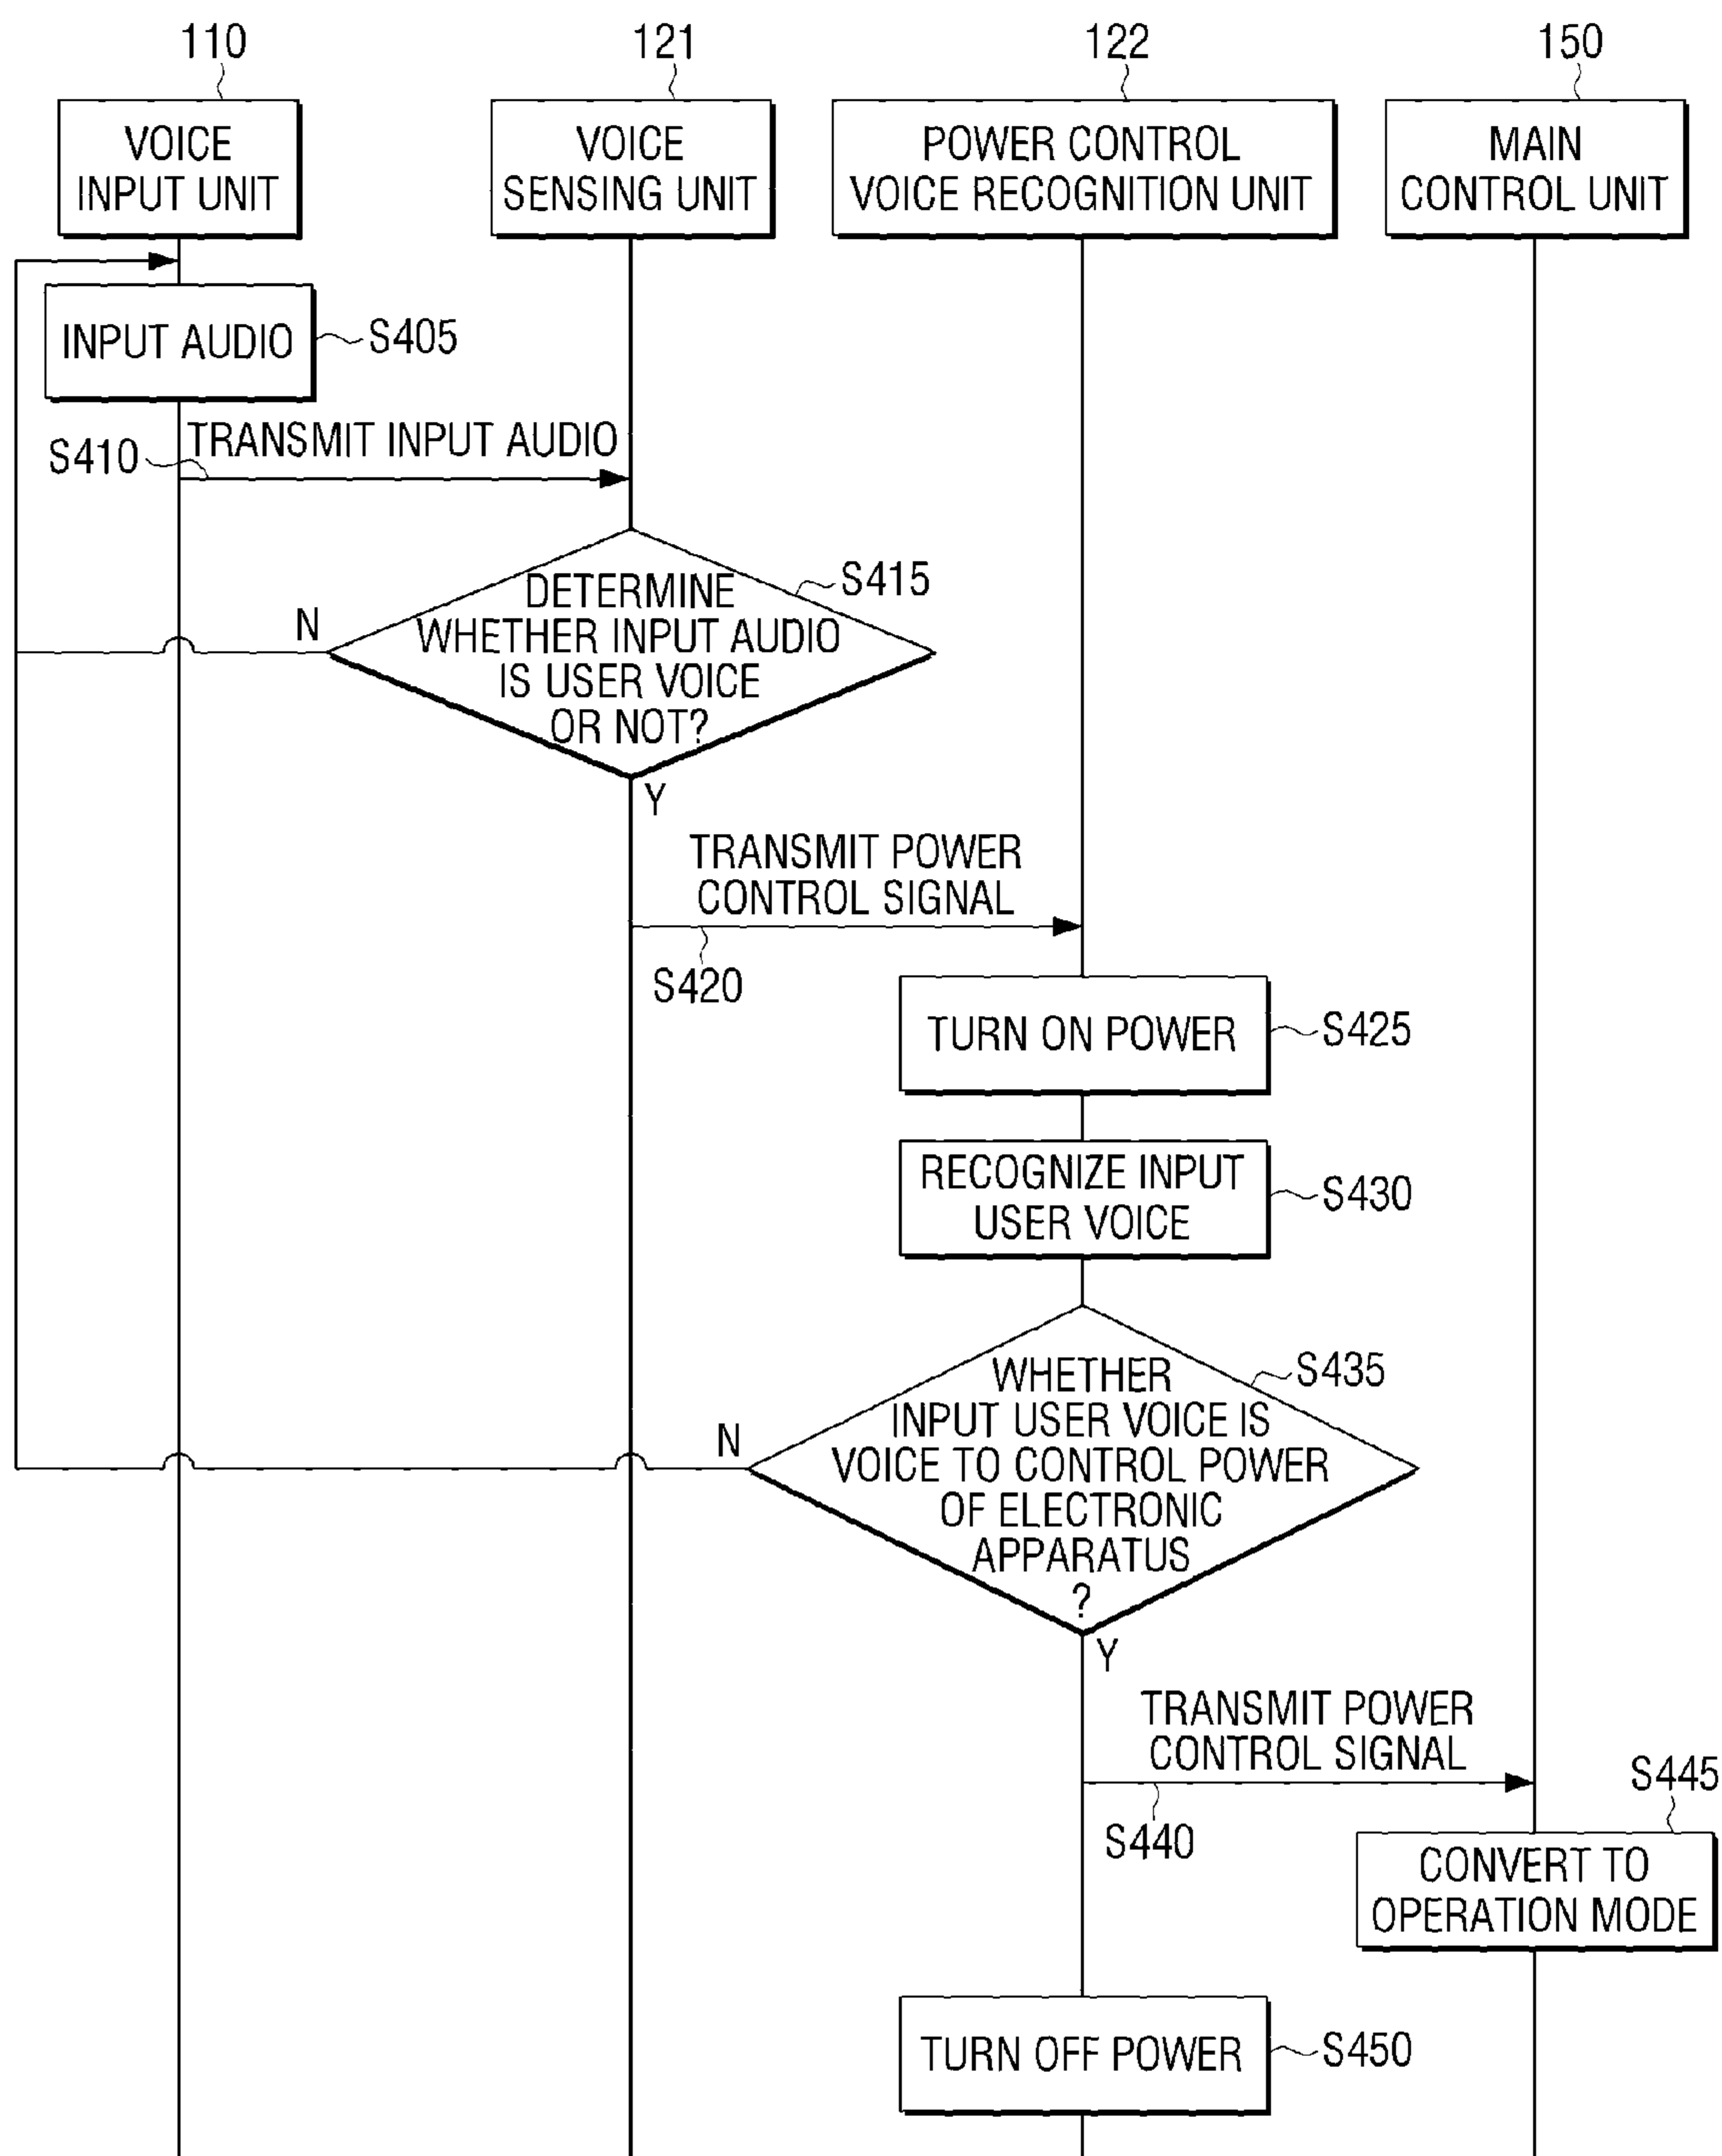 110
121
122
150
VOICE
INPUT UNIT
VOICE
SENSING UNIT
POWER CONTROL
VOICE RECOGNITION UNIT
MAIN
CONTROL UNIT
INPUT AUDIO
S405
TRANSMIT INPUT AUDIO
S410
DETERMINE
WHETHER INPUT AUDIO
IS USER VOICE
OR NOT?
S415
N
Y
TRANSMIT POWER
CONTROL SIGNAL
S420
TURN ON POWER
S425
RECOGNIZE INPUT
USER VOICE
S430
WHETHER
INPUT USER VOICE IS
VOICE TO CONTROL POWER
OF ELECTRONIC
APPARATUS
?
S435
N
Y
TRANSMIT POWER
CONTROL SIGNAL
S440
S445
CONVERT TO
OPERATION MODE
TURN OFF POWER
S450